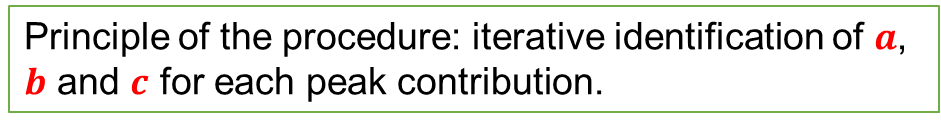 Principle of the procedure: iterative identification of a,
b and c for each peak contribution.